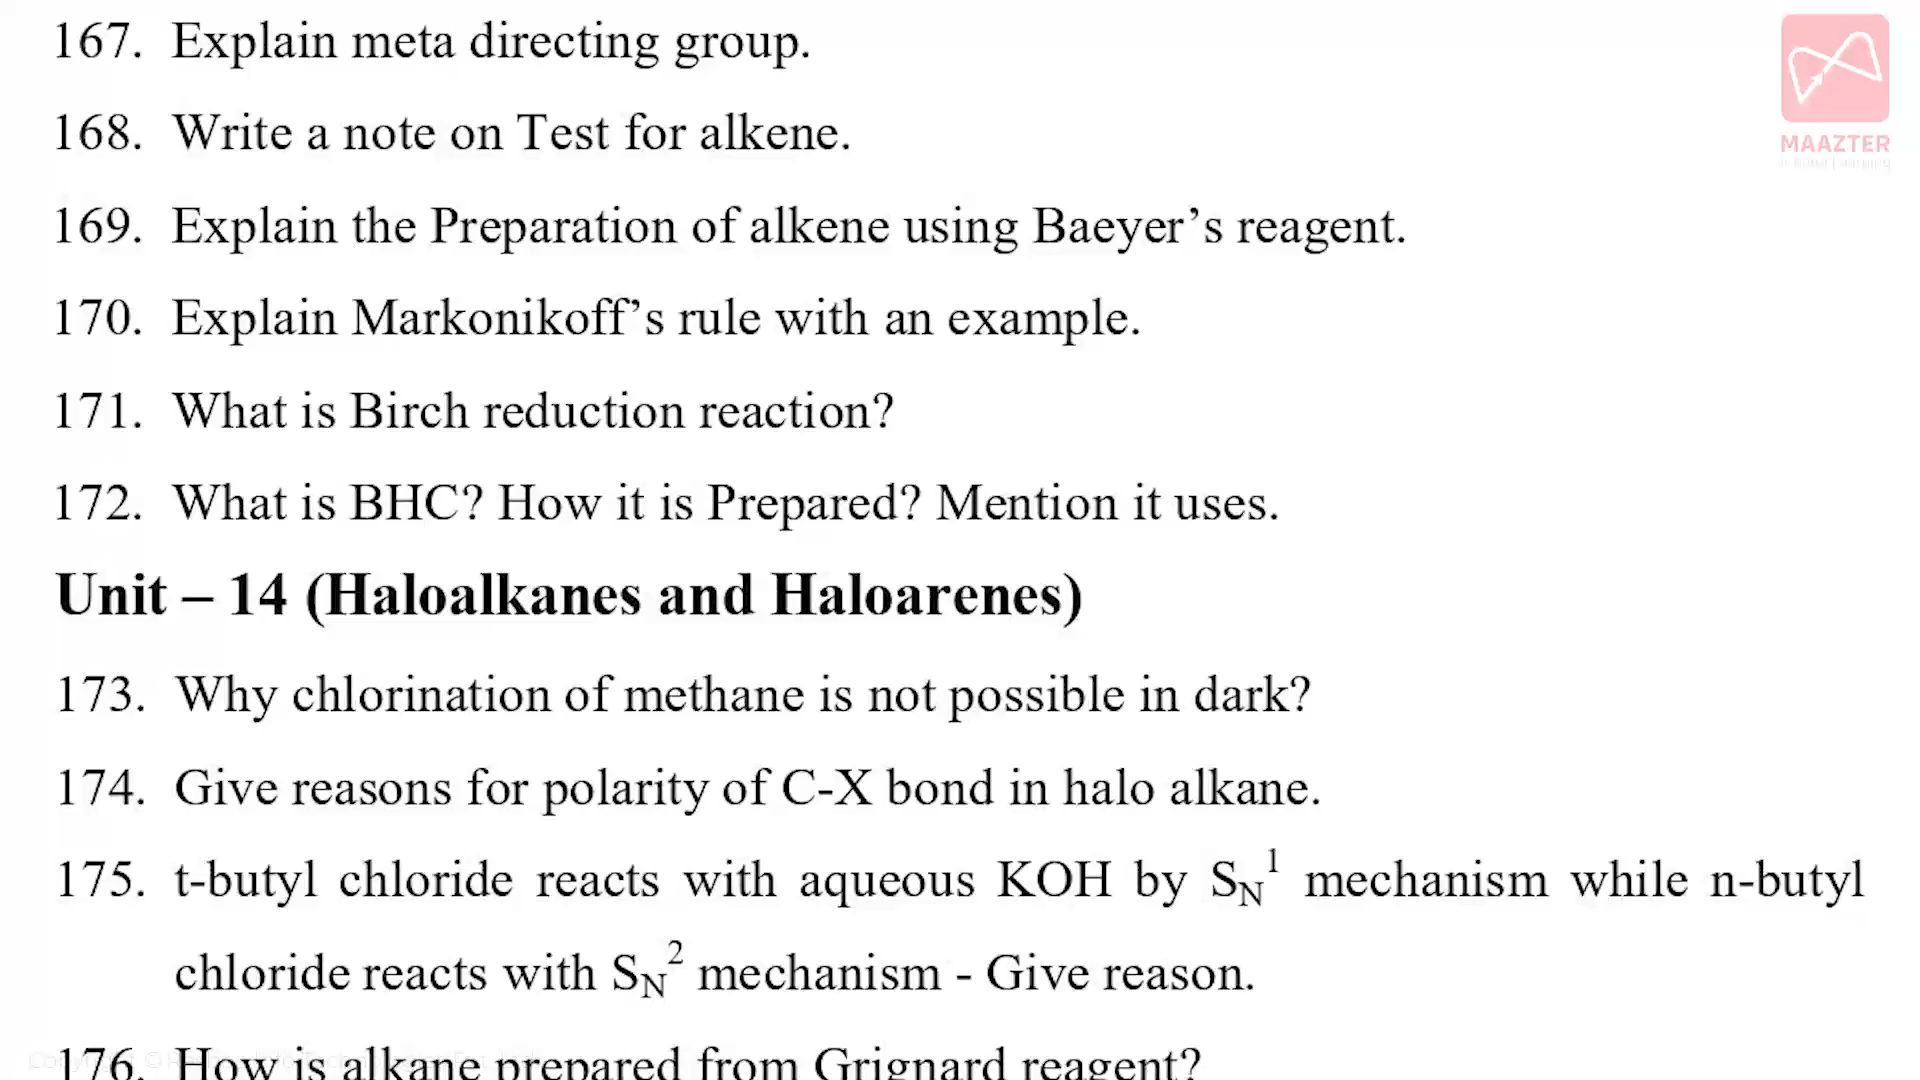 167. Explain meta directing group.
MAAZTER
168. Write a note on Test for alkene.
169. Explain the Preparation of alkene using Baeyer’s reagent.
170. Explain Markonikoff’s rule with an example.
171. What is Birch reduction reaction?
172. What is BHC? How it is Prepared? Mention it uses.
Unit – 14 (Haloalkanes and Haloarenes)
173. Why chlorination of methane is not possible in dark?
174. Give reasons for polarity of C-X bond in halo alkane.
175. t-butyl chloride reacts with aqueous KOH by S_N^1 mechanism while n-butyl
chloride reacts with S_N^2 mechanism - Give reason.
176. How is alkane prepared from Grignard reagent?